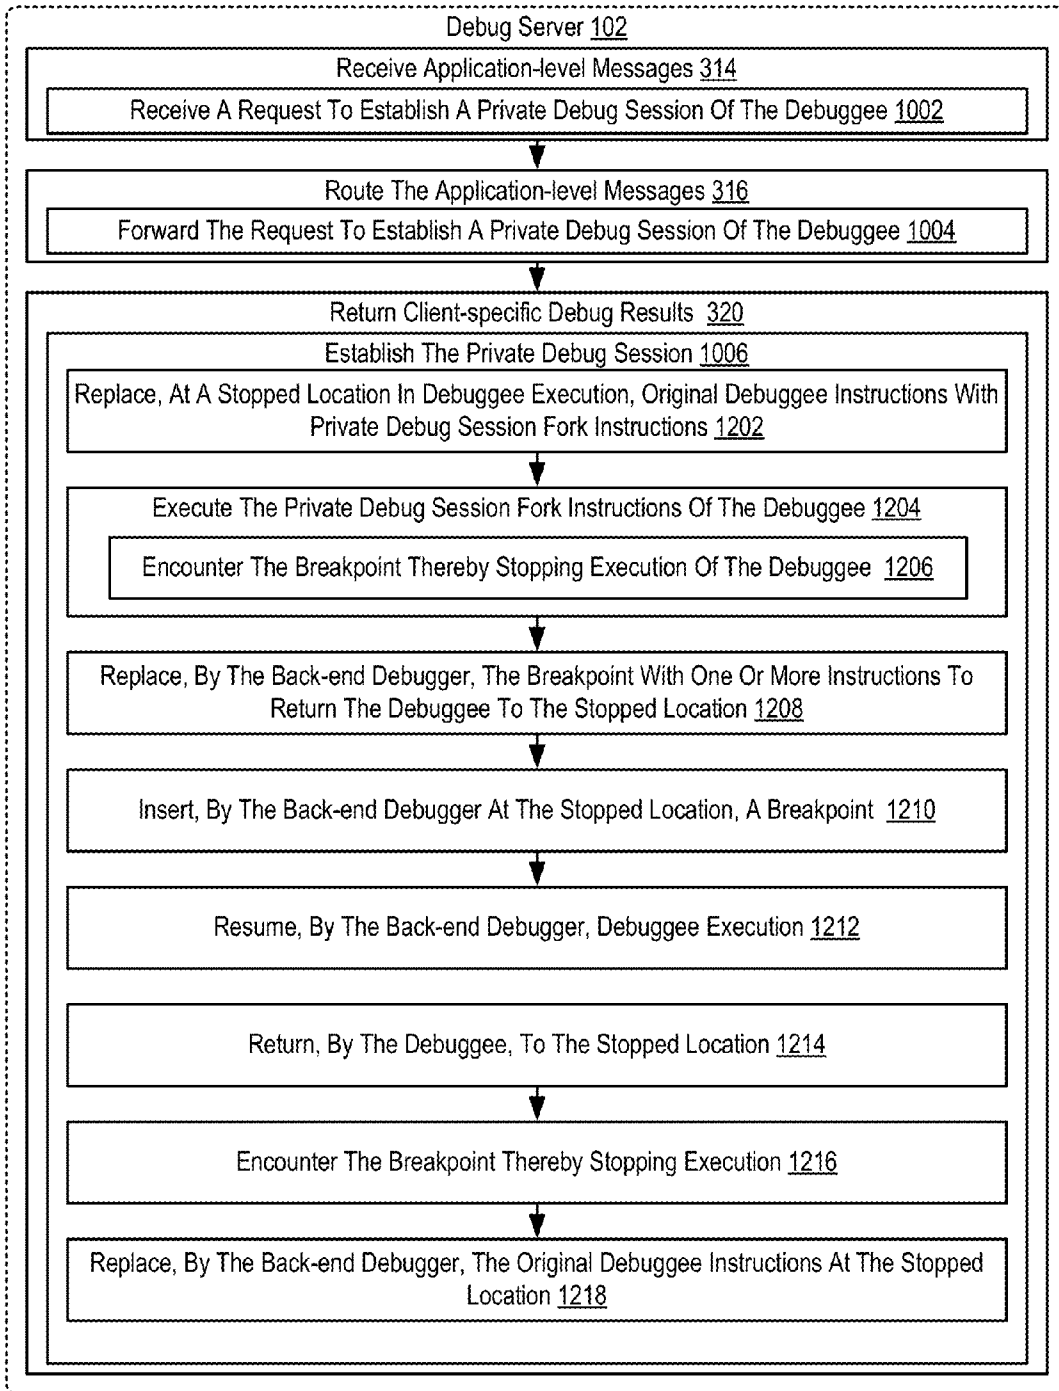 Debug Server 102
Receive Application-level Messages 314
Receive A Request To Establish A Private Debug Session Of The Debuggee 1002
Route The Application-level Messages 316
Forward The Request To Establish A Private Debug Session Of The Debuggee 1004
Return Client-specific Debug Results 320
Establish The Private Debug Session 1006
Replace, At A Stopped Location In Debuggee Execution, Original Debuggee Instructions With
Private Debug Session Fork Instructions 1202
Execute The Private Debug Session Fork Instructions Of The Debuggee 1204
Encounter The Breakpoint Thereby Stopping Execution Of The Debuggee 1206
Replace, By The Back-end Debugger, The Breakpoint With One Or More Instructions To
Return The Debuggee To The Stopped Location 1208
Insert, By The Back-end Debugger At The Stopped Location, A Breakpoint 1210
Resume, By The Back-end Debugger, Debuggee Execution 1212
Return, By The Debuggee, To The Stopped Location 1214
Encounter The Breakpoint Thereby Stopping Execution 1216
Replace, By The Back-end Debugger, The Original Debuggee Instructions At The Stopped
Location 1218